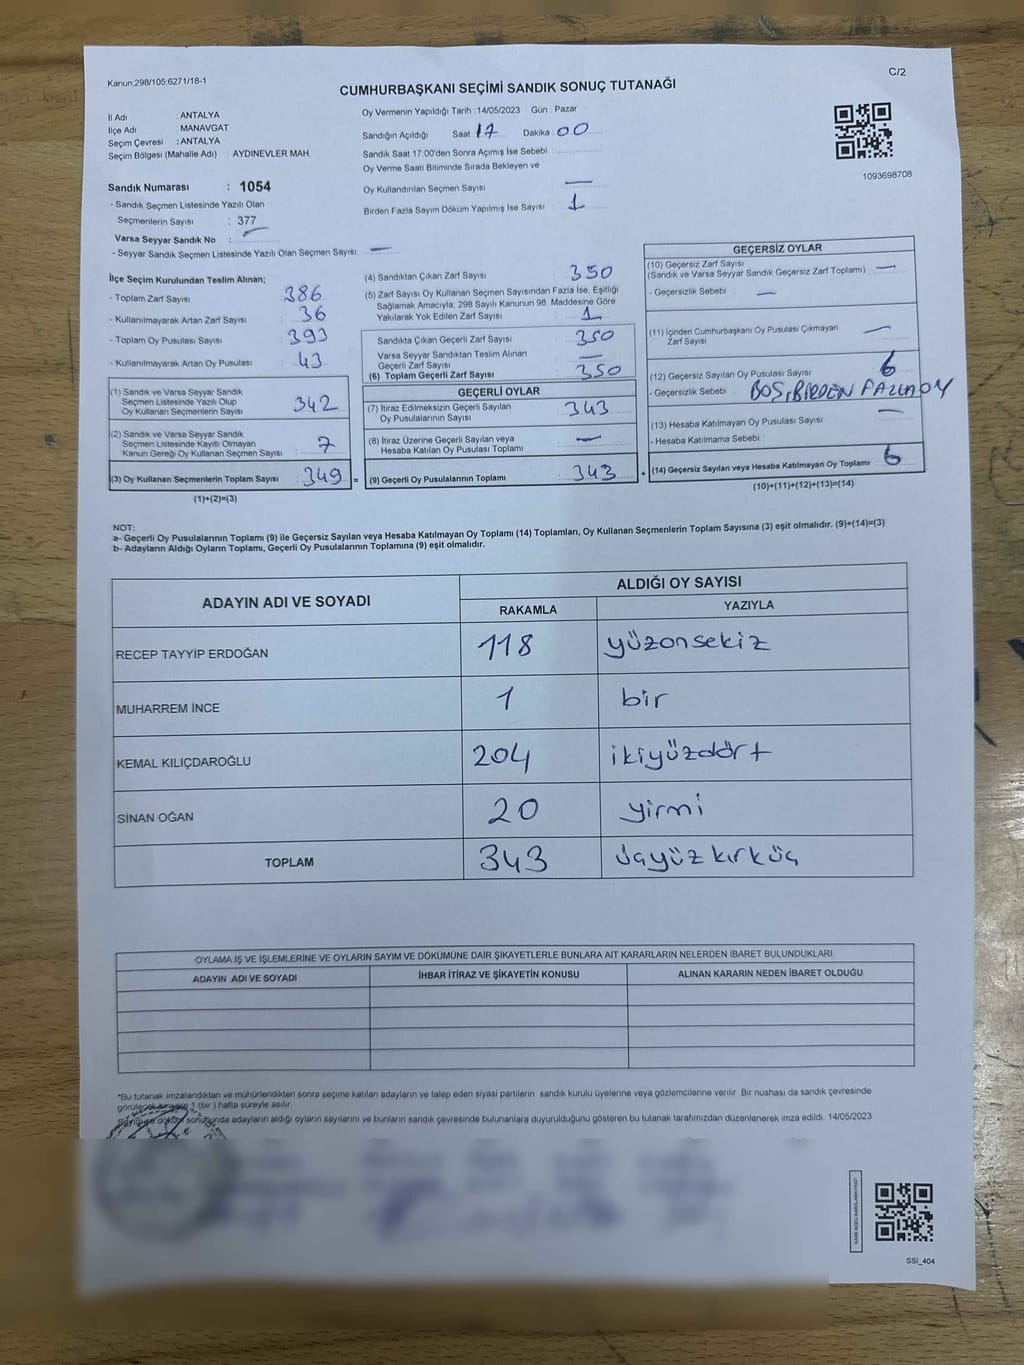 Kanun:298/105;6271/18-1
C/2
CUMHURBAŞKANI SEÇİMİ SANDIK SONUÇ TUTANAĞI
İl Adı : ANTALYA
İlçe Adı : MANAVGAT
Seçim Çevresi : ANTALYA
Seçim Bölgesi (Mahalle Adı) : AYDINEVLER MAH.
Sandık Numarası : 1054
- Sandık Seçmen Listesinde Yazılı Olan
Seçmenlerin Sayısı : 377
Varsa Seyyar Sandık No : —
- Seyyar Sandık Seçmen Listesinde Yazılı Olan Seçmen Sayısı: —
Oy Vermenin Yapıldığı Tarih : 14/05/2023 Gün : Pazar
Sandığın Açıldığı Saat 17 Dakika : 00
Sandık Saat 17.00'den Sonra Açımış İse Sebebi :
Oy Verme Saati Bitiminde Sırada Bekleyen ve
Oy Kullandırılan Seçmen Sayısı —
Birden Fazla Sayım Döküm Yapılmış İse Sayısı : 1
1093698708
İlçe Seçim Kurulundan Teslim Alınan;
- Toplam Zarf Sayısı : 386
- Kullanılmayarak Artan Zarf Sayısı : 36
- Toplam Oy Pusulası Sayısı : 393
- Kullanılmayarak Artan Oy Pusulası : 43
(1) Sandık ve Varsa Seyyar Sandık
Seçmen Listesinde Yazılı Olup
Oy Kullanan Seçmenlerin Sayısı : 342
(2) Sandık ve Varsa Seyyar Sandık
Seçmen Listesinde Kayıtlı Olmayan
Kanun Gereği Oy Kullanan Seçmen Sayısı : 7
(3) Oy Kullanan Seçmenlerin Toplam Sayısı : 349 =
(1)+(2)=(3)
(4) Sandıktan Çıkan Zarf Sayısı : 350
(5) Zarf Sayısı Oy Kullanan Seçmen Sayısından Fazla İse, Eşitliği
Sağlamak Amacıyla, 298 Sayılı Kanunun 98. Maddesine Göre
Yakılarak Yok Edilen Zarf Sayısı : 1
Sandıkta Çıkan Geçerli Zarf Sayısı : 350
Varsa Seyyar Sandıktan Teslim Alınan
Geçerli Zarf Sayısı : —
(6) Toplam Geçerli Zarf Sayısı : 350
GEÇERLİ OYLAR
(7) İtiraz Edilmeksizin Geçerli Sayılan
Oy Pusulalarının Sayısı : 343
(8) İtiraz Üzerine Geçerli Sayılan veya
Hesaba Katılan Oy Pusulası Toplamı : —
(9) Geçerli Oy Pusulalarının Toplamı : 343 +
GEÇERSİZ OYLAR
(10) Geçersiz Zarf Sayısı
(Sandık ve Varsa Seyyar Sandık Geçersiz Zarf Toplamı) : —
- Geçersizlik Sebebi : —
(11) İçinden Cumhurbaşkanı Oy Pusulası Çıkmayan
Zarf Sayısı : —
(12) Geçersiz Sayılan Oy Pusulası Sayısı : 6
- Geçersizlik Sebebi : BOŞ, BİRDEN FAZLA OY
(13) Hesaba Katılmayan Oy Pusulası Sayısı : —
- Hesaba Katılmama Sebebi :
(14) Geçersiz Sayılan veya Hesaba Katılmayan Oy Toplamı : 6
(10)+(11)+(12)+(13)=(14)
NOT:
a- Geçerli Oy Pusulalarının Toplamı (9) ile Geçersiz Sayılan veya Hesaba Katılmayan Oy Toplamı (14) Toplamları, Oy Kullanan Seçmenlerin Toplam Sayısına (3) eşit olmalıdır. (9)+(14)=(3)
b- Adayların Aldığı Oyların Toplamı, Geçerli Oy Pusulalarının Toplamına (9) eşit olmalıdır.
ADAYIN ADI VE SOYADI
ALDIĞI OY SAYISI
RAKAMLA YAZIYLA
RECEP TAYYİP ERDOĞAN 118 yüzonsekiz
MUHARREM İNCE 1 bir
KEMAL KILIÇDAROĞLU 204 ikiyüzdört
SİNAN OĞAN 20 yirmi
TOPLAM 343 üçyüzkırküç
OYLAMA İŞ VE İŞLEMLERİNE VE OYLARIN SAYIM VE DÖKÜMÜNE DAİR ŞİKAYETLERLE BUNLARA AİT KARARLARIN NELERDEN İBARET BULUNDUKLARI
ADAYIN ADI VE SOYADI İHBAR İTİRAZ VE ŞİKAYETİN KONUSU ALINAN KARARIN NEDEN İBARET OLDUĞU
*Bu tutanak imzalandıktan ve mühürlendikten sonra seçime katılan adayların ve talep eden siyasi partilerin sandık kurulu üyelerine veya gözlemcilerine verilir. Bir nüshası da sandık çevresinde
görülecek 1 (bir) hafta süreyle asılır.
Sayım ve döküm sonucunda adayların aldığı oyların sayılarını ve bunların sandık çevresinde bulunanlara duyurulduğunu gösteren bu tutanak tarafımızdan düzenlenerek imza edildi. 14/05/2023
SSI_404